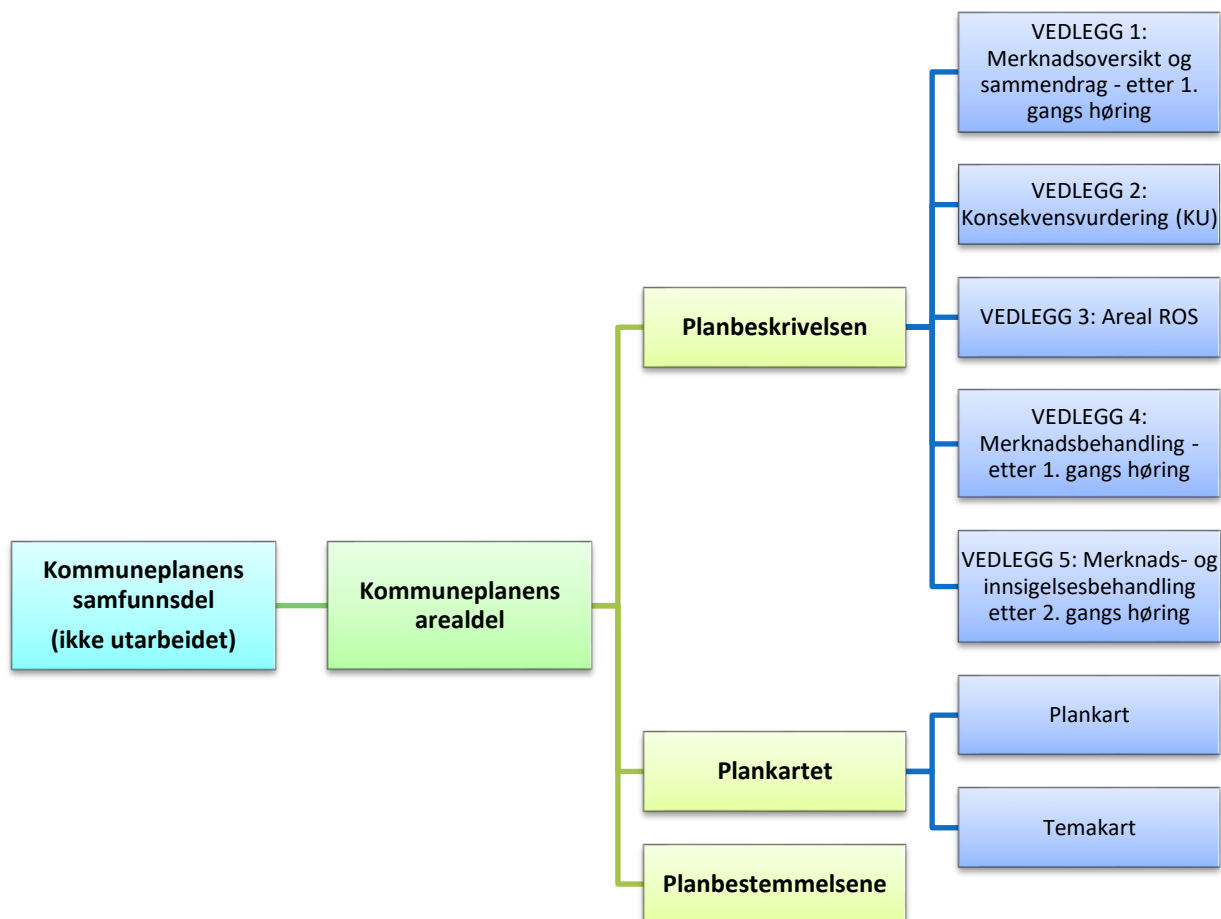 Kommuneplanens
samfunnsdel
(ikke utarbeidet)
Kommuneplanens
arealdel
Planbeskrivelsen
VEDLEGG 1:
Merknadsoversikt og
sammendrag - etter 1.
gangs høring
VEDLEGG 2:
Konsekvensvurdering (KU)
VEDLEGG 3: Areal ROS
VEDLEGG 4:
Merknadsbehandling -
etter 1. gangs høring
VEDLEGG 5: Merknads- og
innsigelsesbehandling
etter 2. gangs høring
Plankartet
Plankart
Temakart
Planbestemmelsene